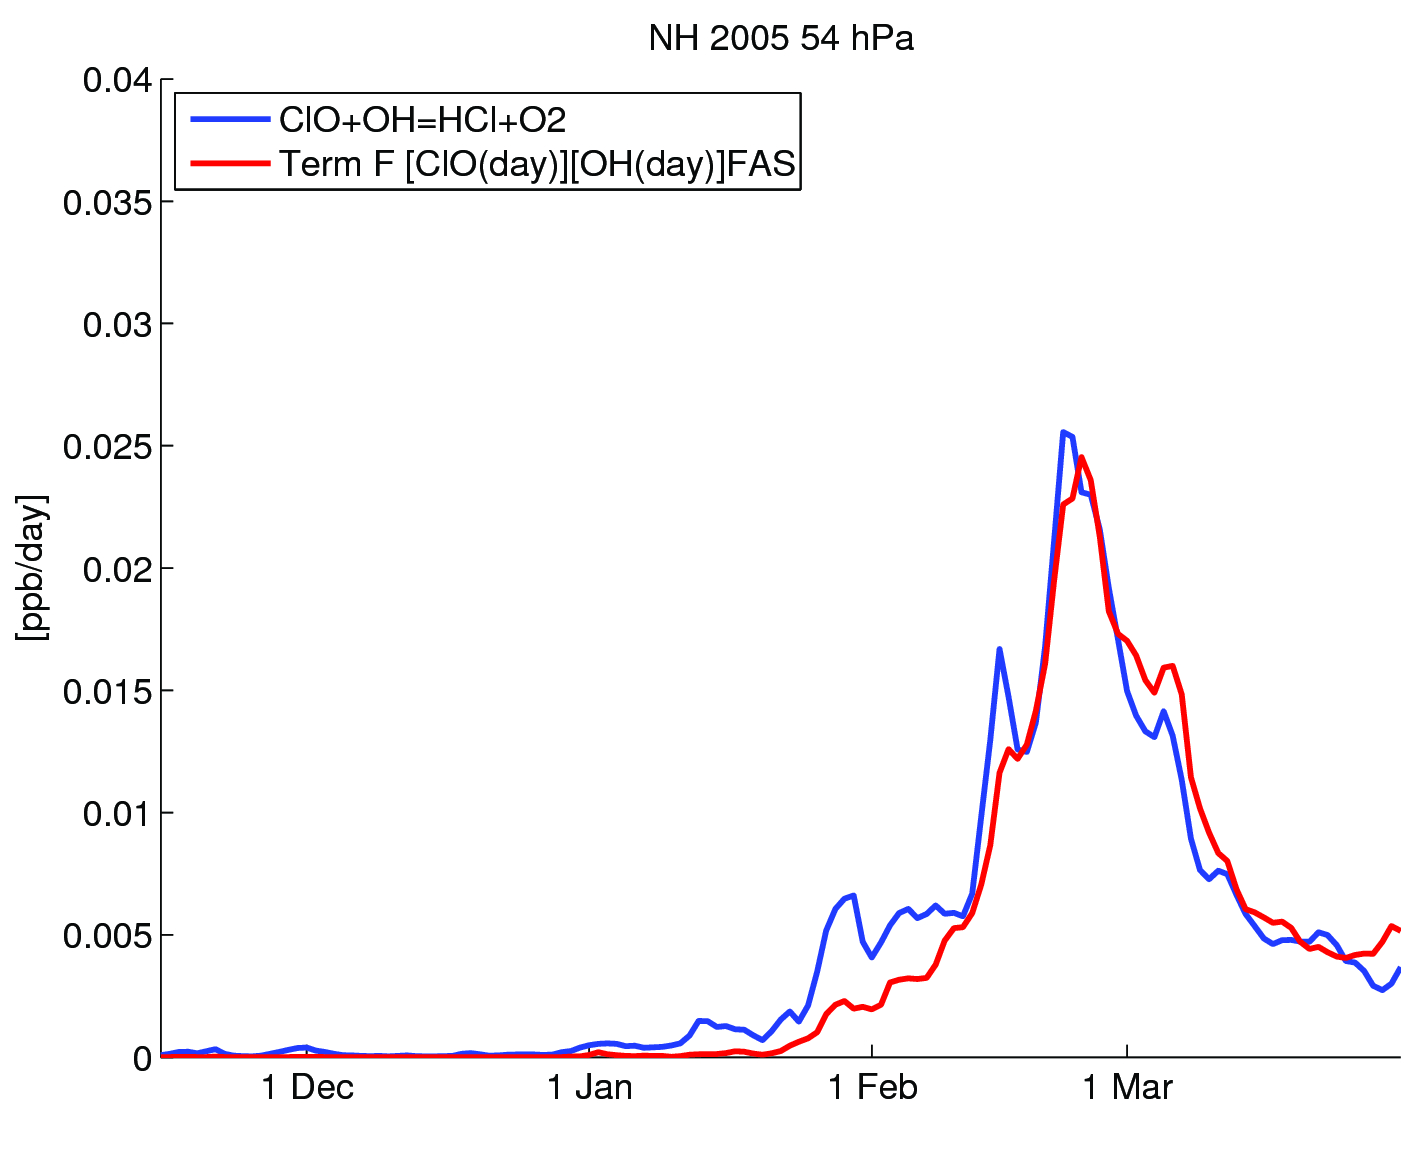 NH 2005 54 hPa
ClO+OH=HCl+O2
Term F [ClO(day)][OH(day)]FAS
[ppb/day]
0.04
0.035
0.03
0.025
0.02
0.015
0.01
0.005
0
1 Dec
1 Jan
1 Feb
1 Mar